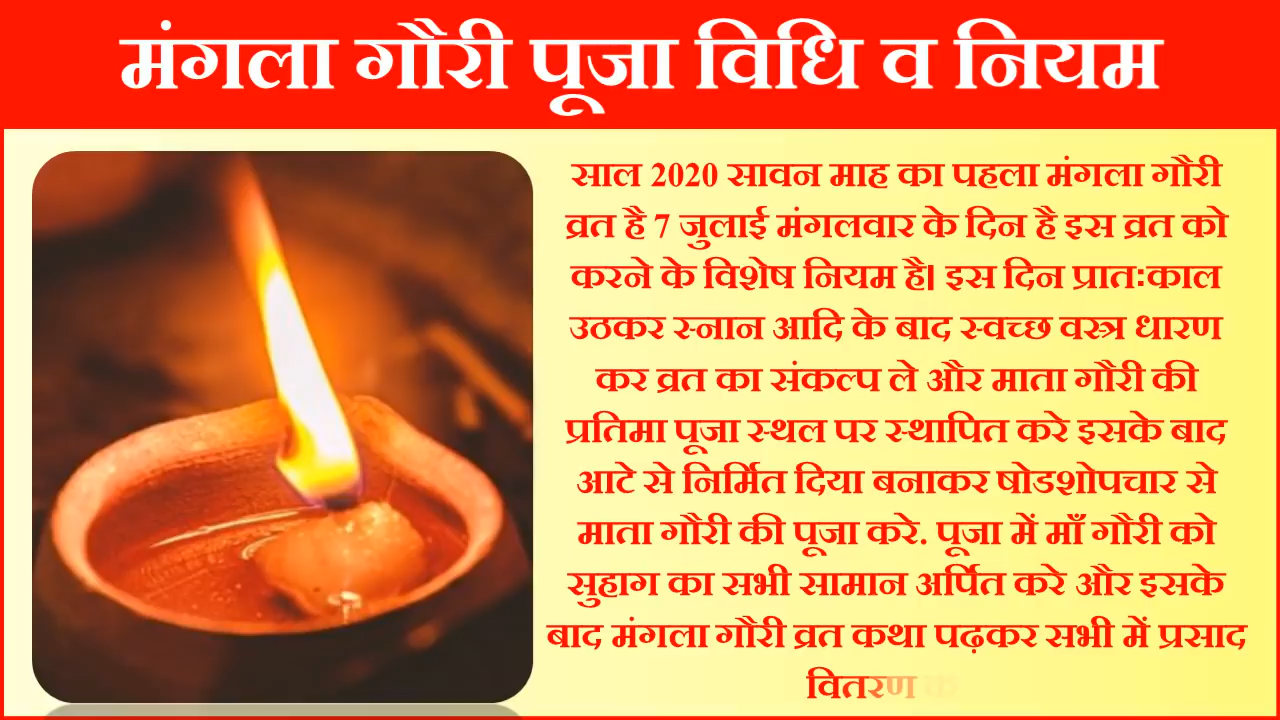 मंगला गौरी पूजा विधि व नियम
साल 2020 सावन माह का पहला मंगला गौरी
व्रत है 7 जुलाई मंगलवार के दिन है इस व्रत को
करने के विशेष नियम है। इस दिन प्रातःकाल
उठकर स्नान आदि के बाद स्वच्छ वस्त्र धारण
कर व्रत का संकल्प ले और माता गौरी की
प्रतिमा पूजा स्थल पर स्थापित करे इसके बाद
आटे से निर्मित दिया बनाकर षोडशोपचार से
माता गौरी की पूजा करे. पूजा में माँ गौरी को
सुहाग का सभी सामान अर्पित करे और इसके
बाद मंगला गौरी व्रत कथा पढ़कर सभी में प्रसाद
वितरण